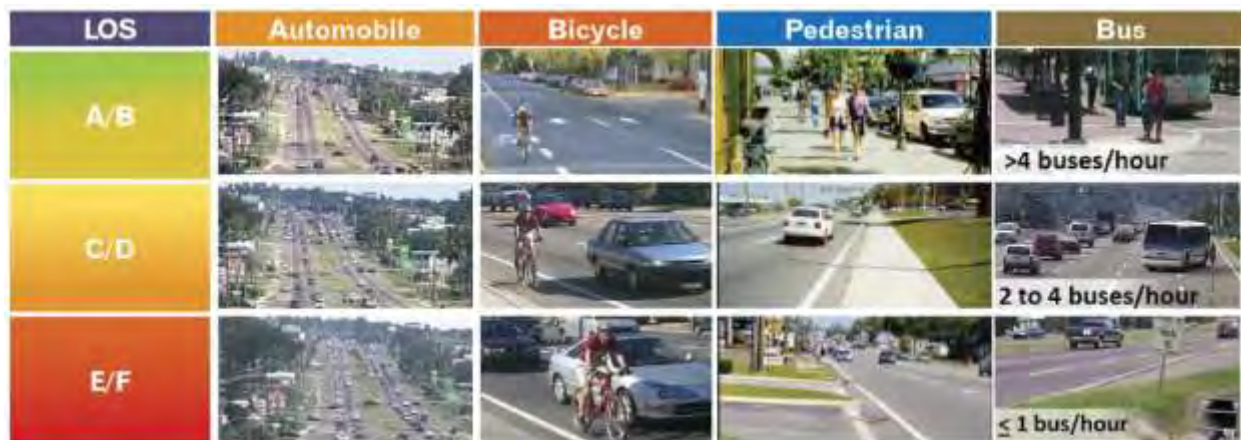 LOS Automobile Bicycle Pedestrian Bus
A/B
>4 buses/hour
C/D
2 to 4 buses/hour
E/F
≤ 1 bus/hour